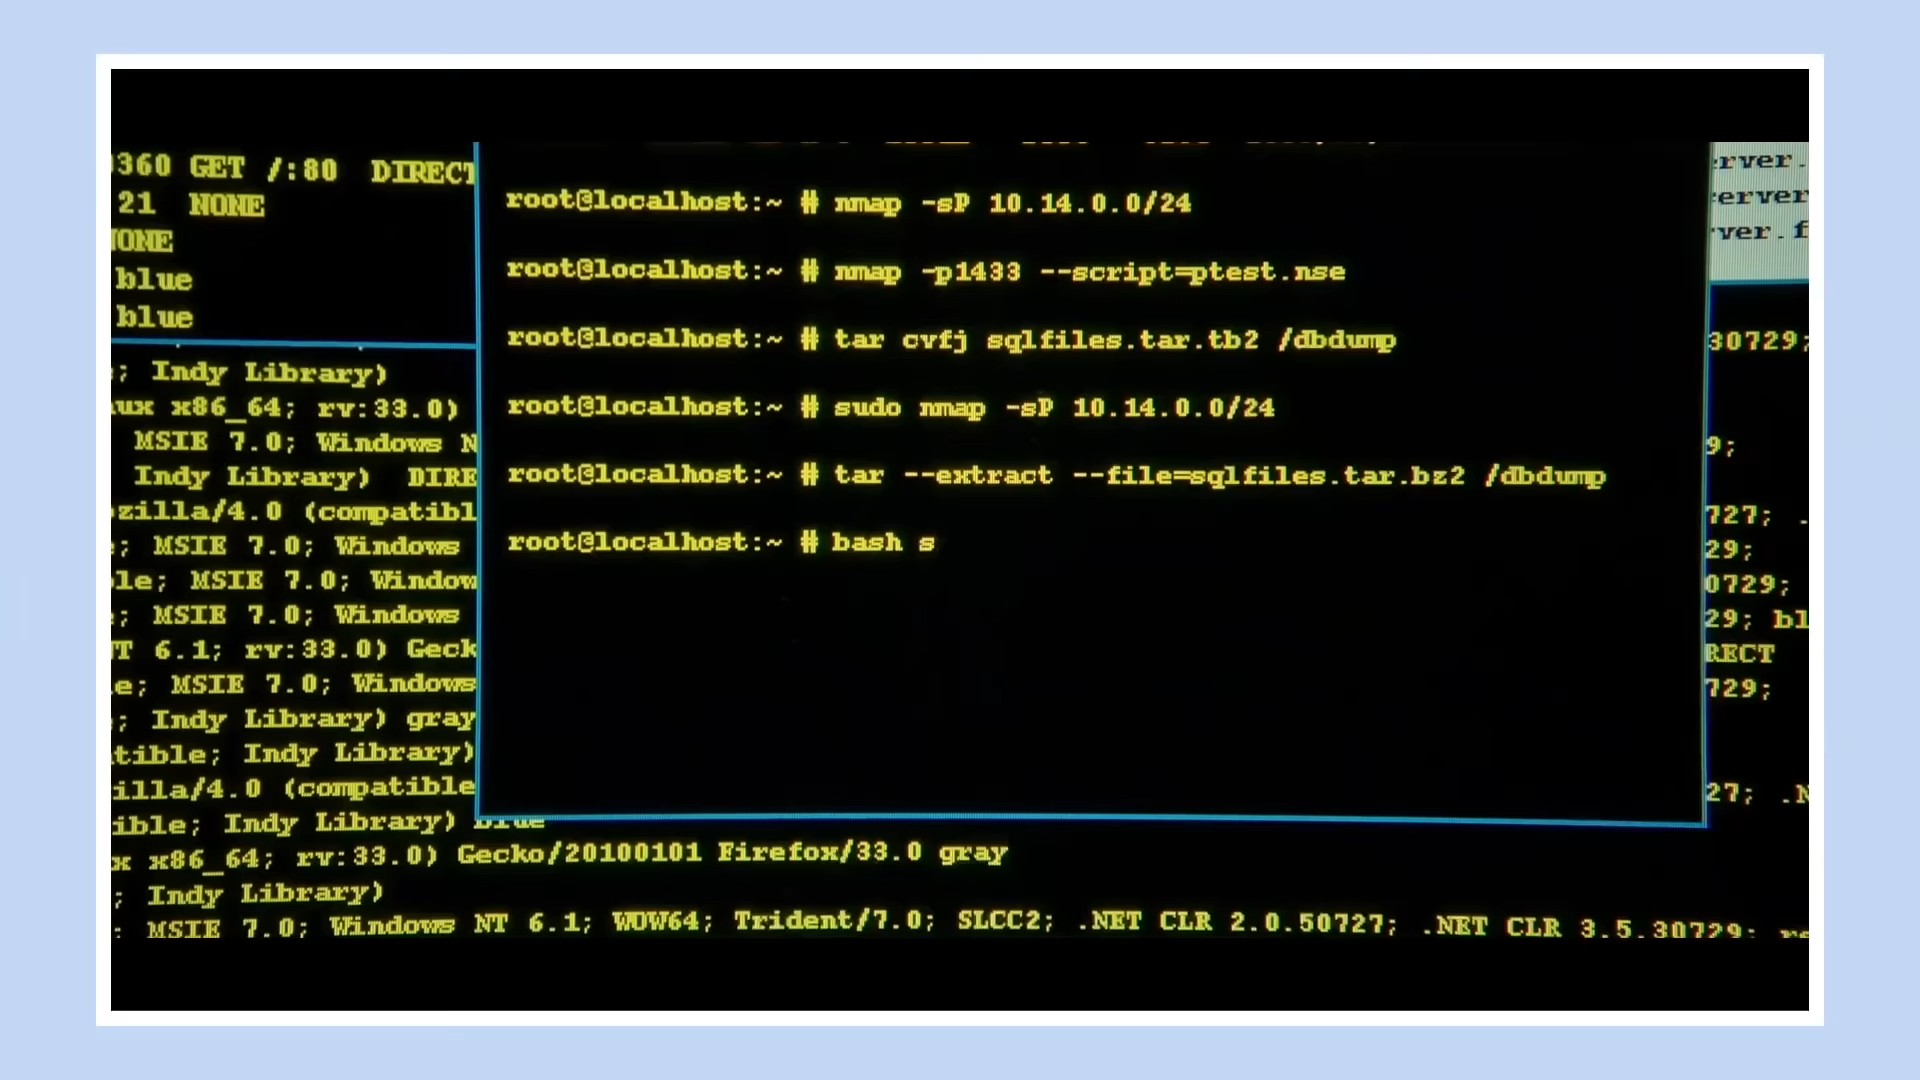 360 GET /:80 DIRECT
21 NONE
NONE
blue
blue
; Indy Library)
ux x86_64; rv:33.0)
MSIE 7.0; Windows N
Indy Library) DIRE
zilla/4.0 (compatibl
; MSIE 7.0; Windows
le; MSIE 7.0; Window
; MSIE 7.0; Windows
T 6.1; rv:33.0) Geck
e; MSIE 7.0; Windows
; Indy Library) gray
tible; Indy Library)
illa/4.0 (compatible
ible; Indy Library) blue
x x86_64; rv:33.0) Gecko/20100101 Firefox/33.0 gray
; Indy Library)
; MSIE 7.0; Windows NT 6.1; WOW64; Trident/7.0; SLCC2; .NET CLR 2.0.50727; .NET CLR 3.5.30729;
root@localhost:~ # nmap -sP 10.14.0.0/24
root@localhost:~ # nmap -p1433 --script=ptest.nse
root@localhost:~ # tar cvfj sqlfiles.tar.tb2 /dbdump
root@localhost:~ # sudo nmap -sP 10.14.0.0/24
root@localhost:~ # tar --extract --file=sqlfiles.tar.bz2 /dbdump
root@localhost:~ # bash s
rver.
erver
ver.f
30729;
9;
727; .
29;
0729;
29; bl
RECT
729;
27; .N